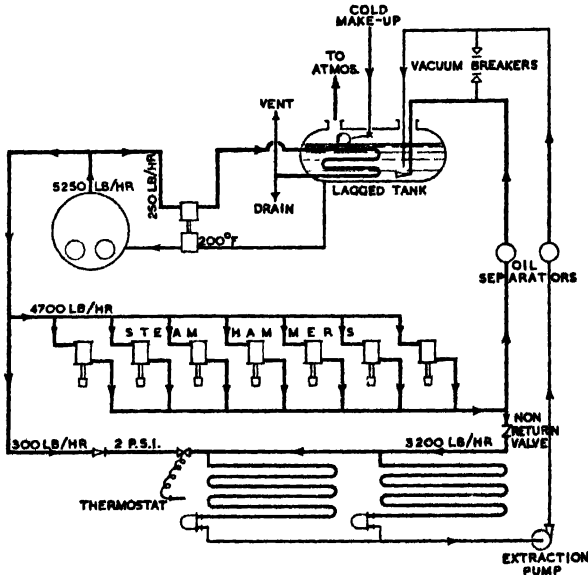 COLD
MAKE-UP
TO
ATMOS.
VACUUM BREAKERS
VENT
5250 LB/HR
250 LB/HR
LAGGED TANK
DRAIN
200°F
OIL
SEPARATORS
4700 LB/HR
STEAM HAMMERS
NON
RETURN
VALVE
300 LB/HR
2 P.S.I.
3200 LB/HR
THERMOSTAT
EXTRACTION
PUMP